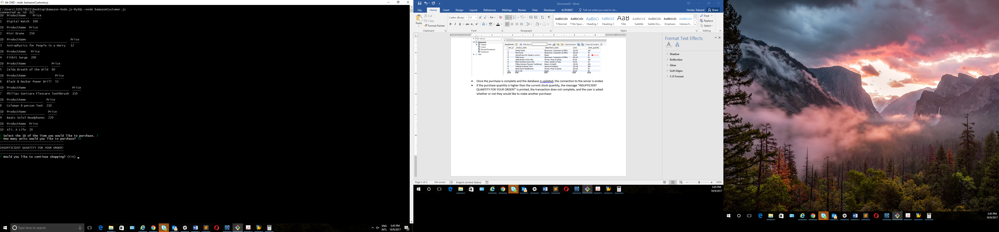 Git CMD - node bamazonCustomer.js
C:\Users\310179821\Desktop\Bamazon-Node.js-MySQL->node bamazonCustomer.js
connected as id: 113
ID ProductName Price
-- ------------- -----
1 Digital Watch 100
ID ProductName Price
-- ----------- -----
2 Mini Drone 250
ID ProductName Price
-- ------------------------------------ -----
3 Astrophysics for People in a Hurry 12
ID ProductName Price
-- ------------ -----
4 Fitbit Surge 200
ID ProductName Price
-- ------------------------ -----
5 Zelda Breath of the Wild 60
ID ProductName Price
-- -------------------------- -----
6 Black & Decker Power Drill 55
ID ProductName Price
-- ------------------------------------- -----
7 Philips Sonicare Flexcare Toothbrush 150
ID ProductName Price
-- --------------------- -----
8 Coleman 8-person Tent 210
ID ProductName Price
-- ---------------------- -----
9 Beats Solo3 Headphones 220
ID ProductName Price
-- ----------- -----
10 Ali: A Life 20
? Select the ID of the item you would like to purchase. 3
? How many units would you like to purchase? 39
--------------------------------------
--------------------------------------
INSUFFICIENT QUANTITY FOR YOUR ORDER!
--------------------------------------
--------------------------------------
? Would you like to continue shopping? (Y/n)
Type here to search
ENG
INTL
3:45 PM
10/9/2017
Document5 - Word
File Home Insert Design Layout References Mailings Review View Developer ACROBAT Tell me what you want to do...
Hunter, Edward Share
Paste
Cut
Copy
Format Painter
Clipboard
Calibri (Body) 11
Font
Paragraph
AaBbCcDc AaBbCcDc AaBbC( AaBbCcC AaB AaBbCcC AaBbCcDc AaBbCcDc AaBbCcDc
¶ Normal ¶ No Spac... Heading 1 Heading 2 Title Subtitle Subtle Em... Emphasis Intense E...
Styles
Find
Replace
Select
Editing
Filter objects
bamazon
Tables
Views
Stored Procedures
Functions
test
Result Grid Filter Rows: Edit: Export/Import: Wrap Cell Content:
item_id product_name department_name price stock_quantity
1 Digital Watch Electronics, Computers & Office 100.00 100
2 Mini Drone Electronics, Computers & Office 250.00 75
3 Astrophysics for People in a Hurry Books 12.00 36
4 Fitbit Surge Electronics, Computers & Office 200.00 20
5 Zelda Breath of the Wild Movies, Music & Games 60.00 150
6 Black & Decker Power Drill Home, Garden & Tools 55.00 10
7 Philips Sonicare Flexcare Toothbrush Beauty & Health 150.00 200
8 Coleman 8-person Tent Sports & Outdoors 210.00 300
9 Beats Solo3 Headphones Movies, Music & Games 220.00 95
10 Ali: A Life Books 20.00 29
• Once the purchase is complete and the database is updated, the connection to the server is ended.
• If the purchase quantity is higher than the current stock quantity, the message “INSUFFICIENT
QUANTITY FOR YOUR ORDER!” is printed, the transaction does not complete, and the user is asked
whether or not they would like to make another purchase:
Format Text Effects
Shadow
Reflection
Glow
Soft Edges
3-D Format
Page 2 of 2 184 words English (United States)
100%
3:45 PM
10/9/2017
3:45 PM
10/9/2017